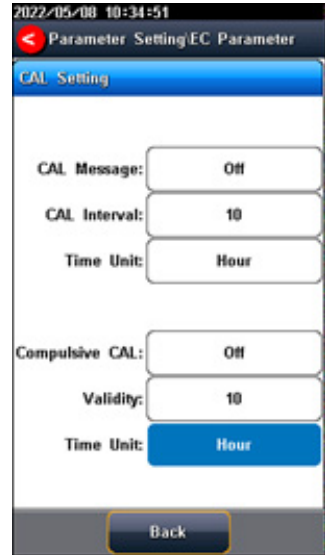 2022/05/08 10:34:51
Parameter Setting\EC Parameter
CAL Setting
CAL Message: Off
CAL Interval: 10
Time Unit: Hour
Compulsive CAL: Off
Validity: 10
Time Unit: Hour
Back